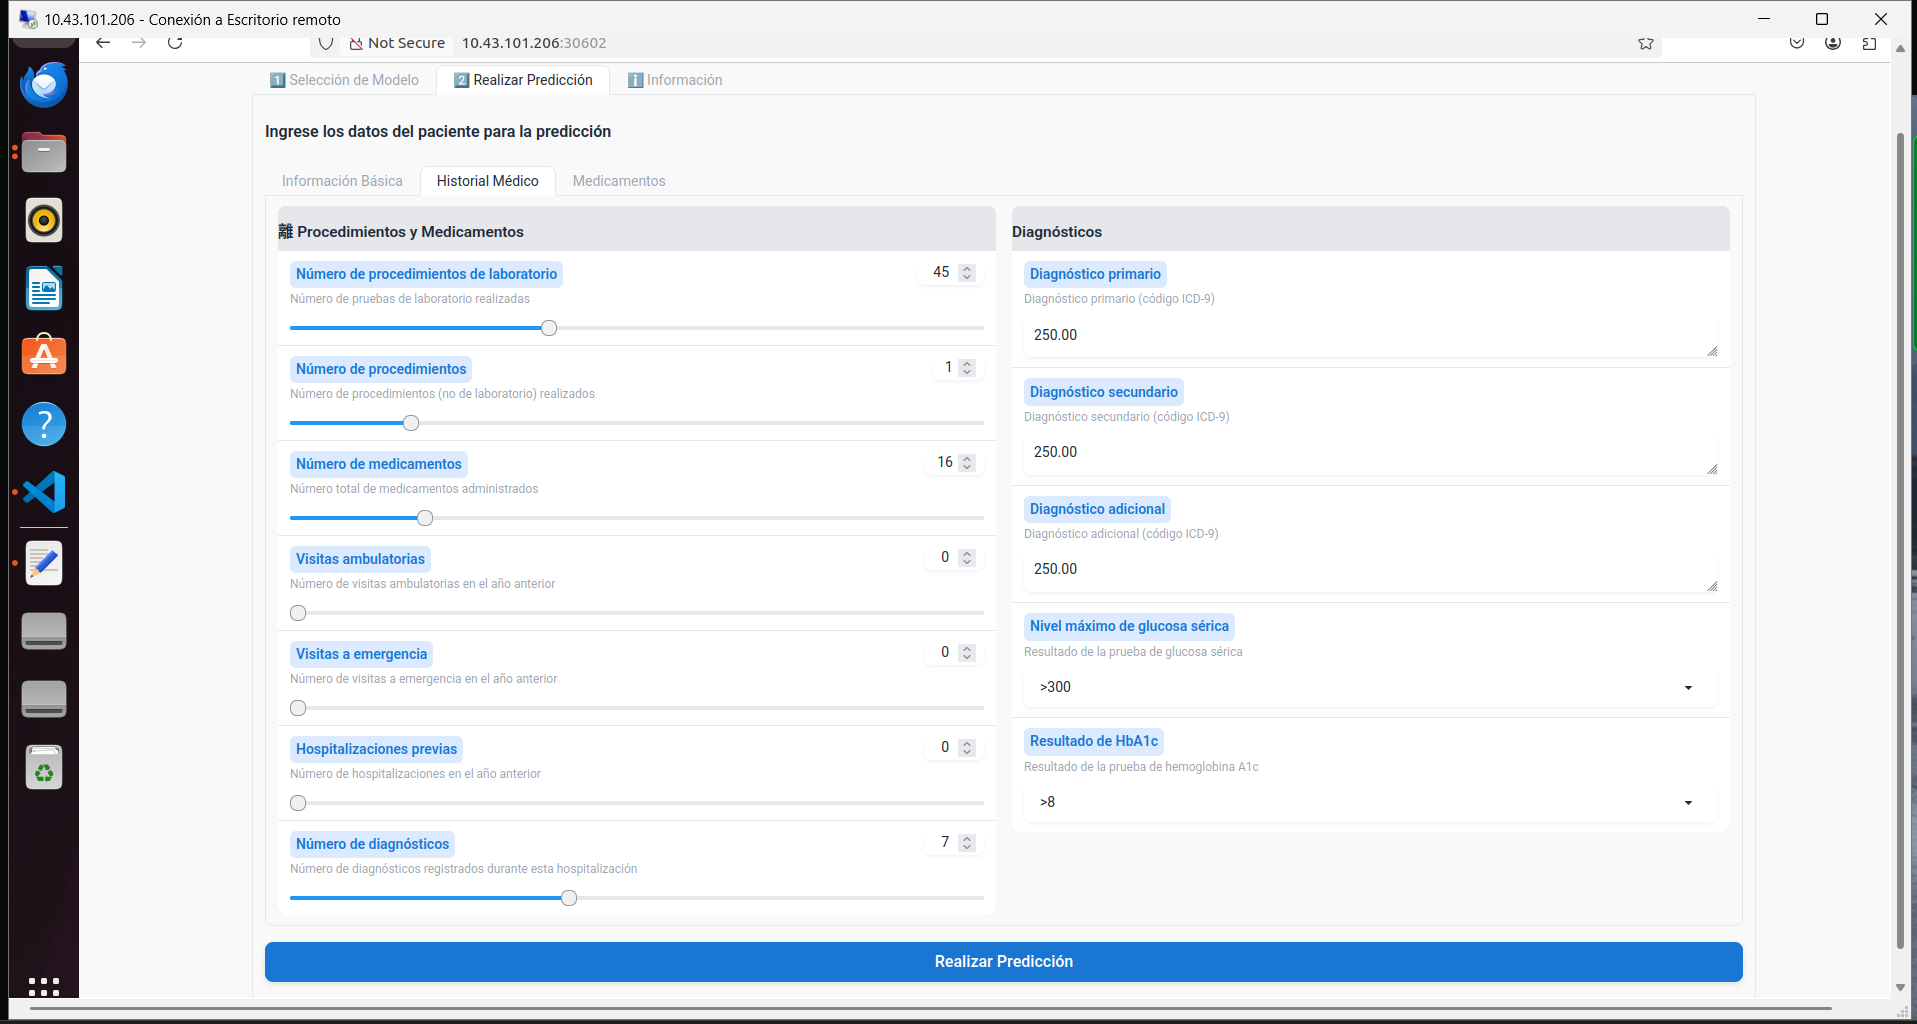 10.43.101.206 - Conexión a Escritorio remoto
Not Secure 10.43.101.206:30602
1 Selección de Modelo
2 Realizar Predicción
i Información
Ingrese los datos del paciente para la predicción
Información Básica
Historial Médico
Medicamentos
離 Procedimientos y Medicamentos
Número de procedimientos de laboratorio
45
Número de pruebas de laboratorio realizadas
Número de procedimientos
1
Número de procedimientos (no de laboratorio) realizados
Número de medicamentos
16
Número total de medicamentos administrados
Visitas ambulatorias
0
Número de visitas ambulatorias en el año anterior
Visitas a emergencia
0
Número de visitas a emergencia en el año anterior
Hospitalizaciones previas
0
Número de hospitalizaciones en el año anterior
Número de diagnósticos
7
Número de diagnósticos registrados durante esta hospitalización
Diagnósticos
Diagnóstico primario
Diagnóstico primario (código ICD-9)
250.00
Diagnóstico secundario
Diagnóstico secundario (código ICD-9)
250.00
Diagnóstico adicional
Diagnóstico adicional (código ICD-9)
250.00
Nivel máximo de glucosa sérica
Resultado de la prueba de glucosa sérica
>300
Resultado de HbA1c
Resultado de la prueba de hemoglobina A1c
>8
Realizar Predicción